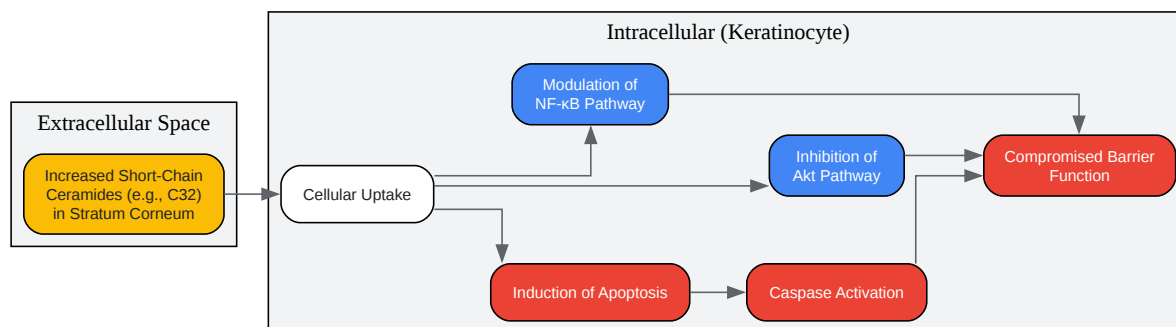 Intracellular (Keratinocyte)
Modulation of
NF-κB Pathway
Extracellular Space
Increased Short-Chain
Ceramides (e.g., C32)
in Stratum Corneum
Cellular Uptake
Inhibition of
Akt Pathway
Compromised Barrier
Function
Induction of Apoptosis
Caspase Activation